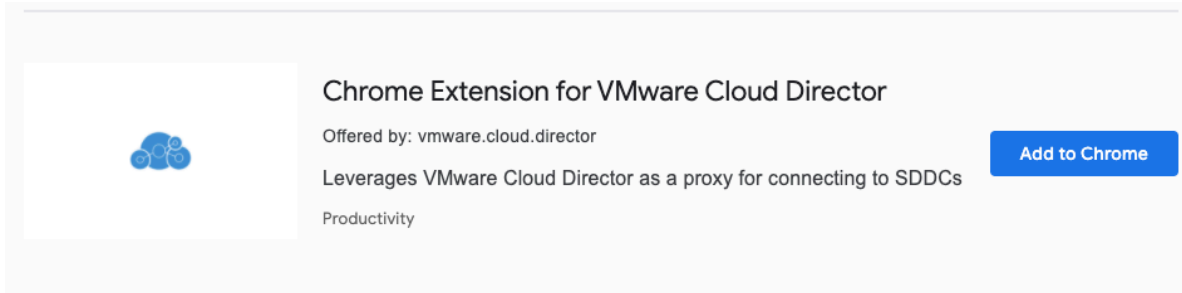 Chrome Extension for VMware Cloud Director
Offered by: vmware.cloud.director
Add to Chrome
Leverages VMware Cloud Director as a proxy for connecting to SDDCs
Productivity